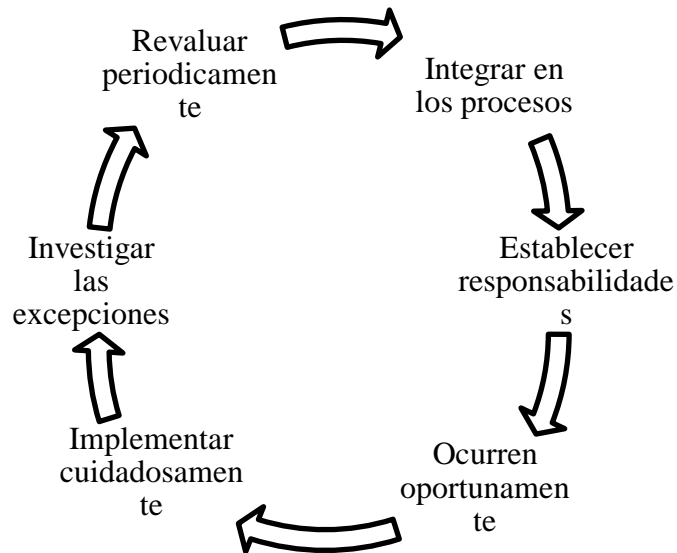 Revaluar
periodicamen
te
Integrar en
los procesos
Establecer
responsabilidade
s
Ocurren
oportunamen
te
Implementar
cuidadosamen
te
Investigar
las
excepciones